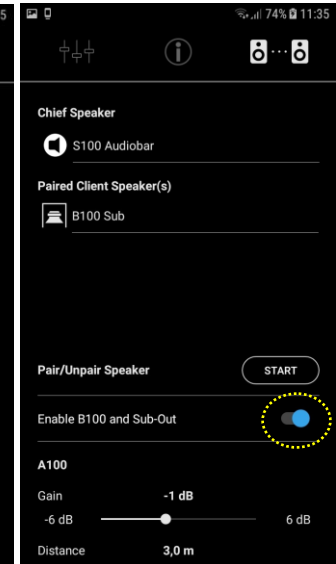 5
74% 11:35
Chief Speaker
S100 Audiobar
Paired Client Speaker(s)
B100 Sub
Pair/Unpair Speaker START
Enable B100 and Sub-Out
A100
Gain -1 dB
-6 dB 6 dB
Distance 3,0 m